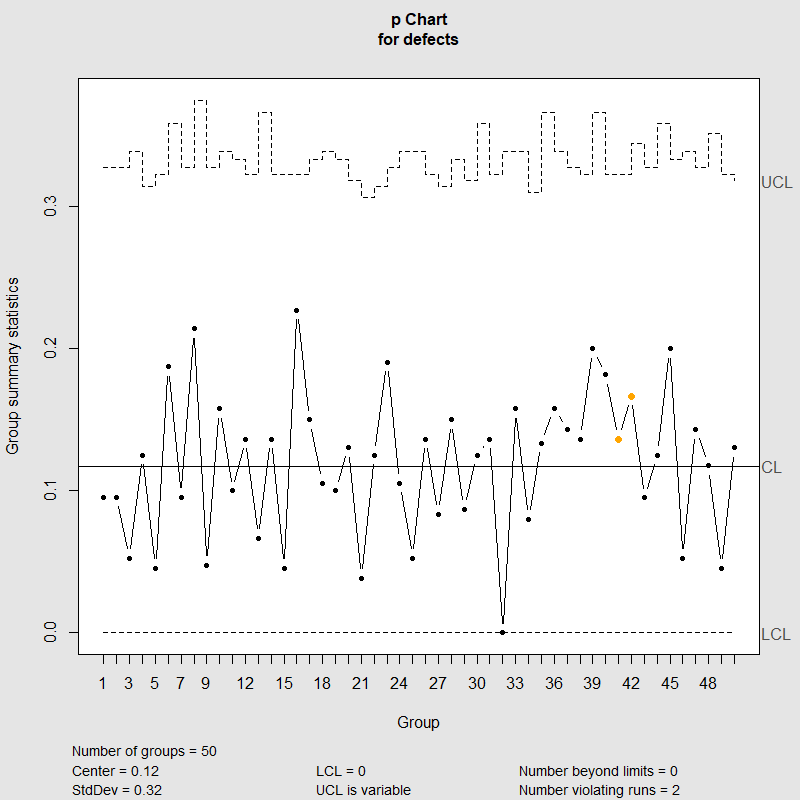 p Chart
for defects
Group summary statistics
0.3
0.2
0.1
0.0
UCL
CL
LCL
1 3 5 7 9 12 15 18 21 24 27 30 33 36 39 42 45 48
Group
Number of groups = 50
Center = 0.12 LCL = 0 Number beyond limits = 0
StdDev = 0.32 UCL is variable Number violating runs = 2